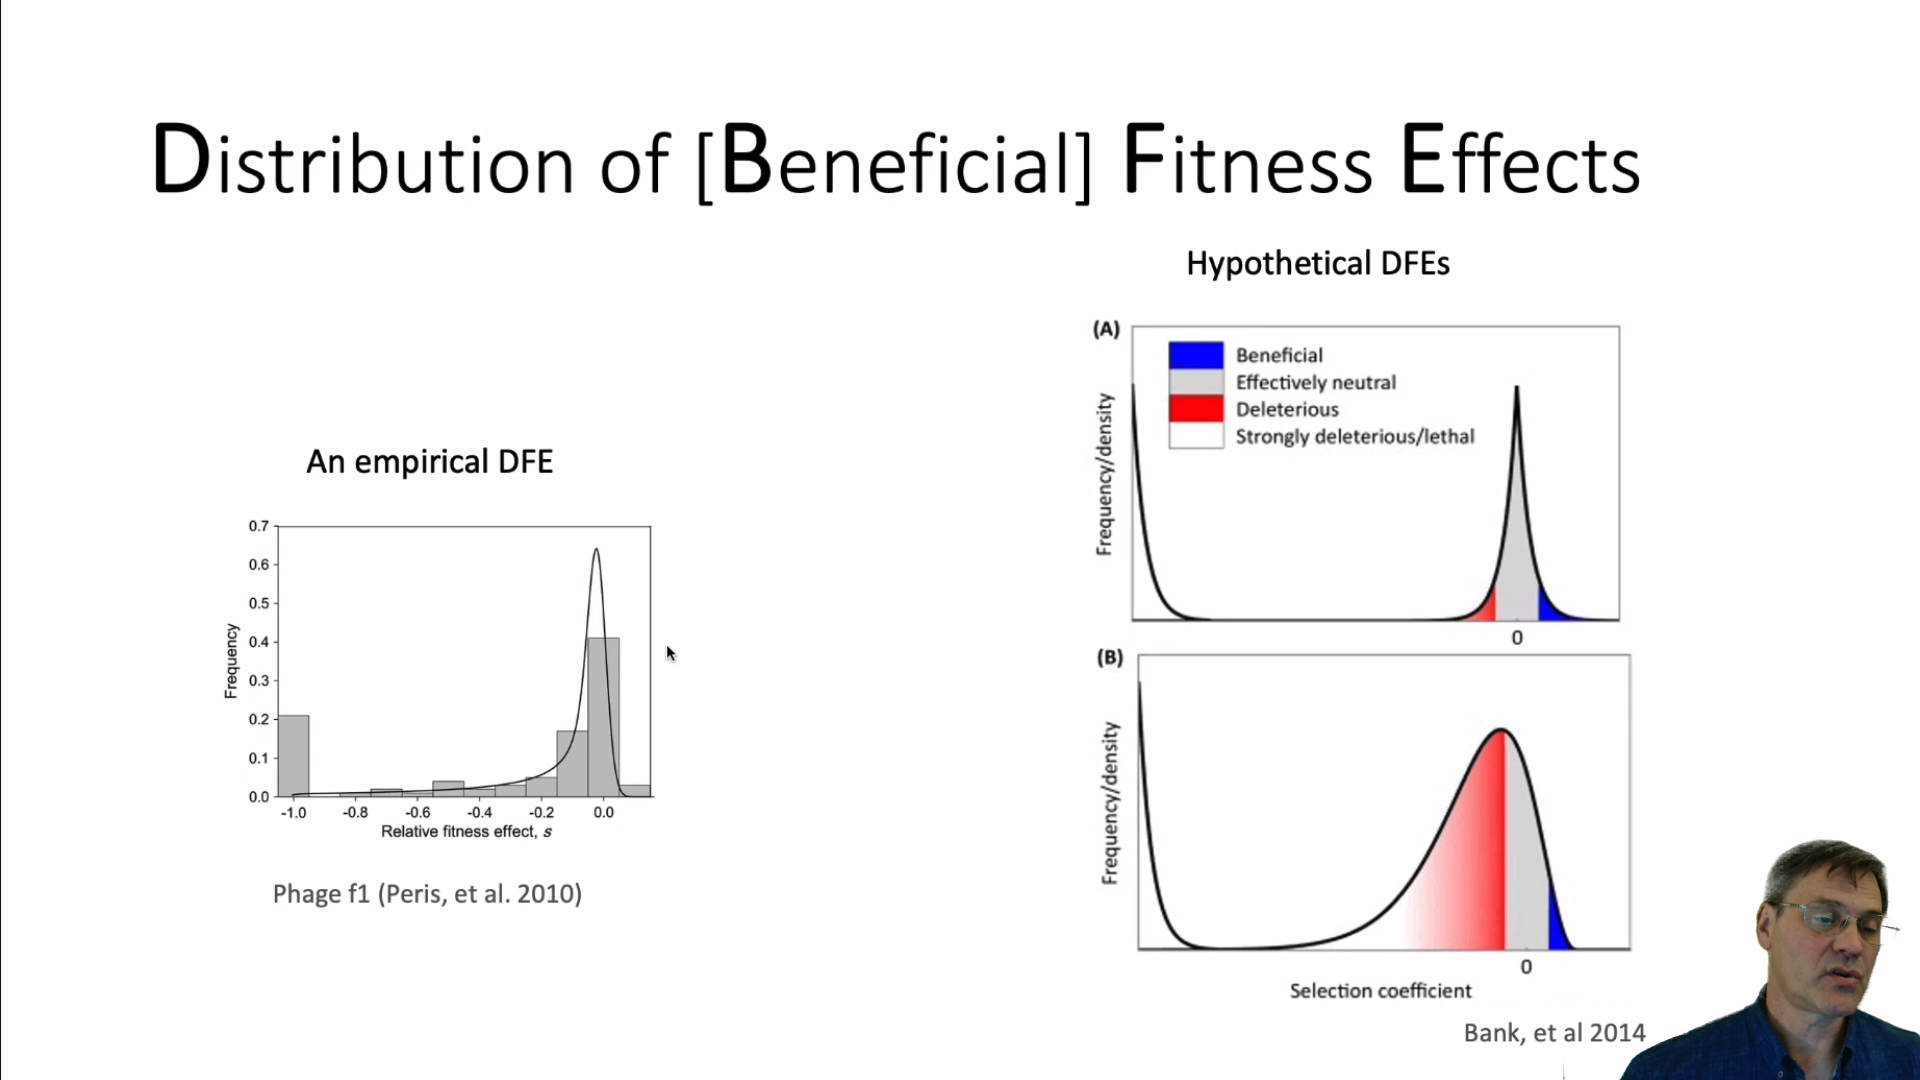 Distribution of [Beneficial] Fitness Effects
An empirical DFE
0.7
0.6
0.5
0.4
0.3
0.2
0.1
0.0
Frequency
-1.0 -0.8 -0.6 -0.4 -0.2 0.0
Relative fitness effect, s
Phage f1 (Peris, et al. 2010)
Hypothetical DFEs
(A)
Beneficial
Effectively neutral
Deleterious
Strongly deleterious/lethal
Frequency/density
0
(B)
Frequency/density
0
Selection coefficient
Bank, et al 2014